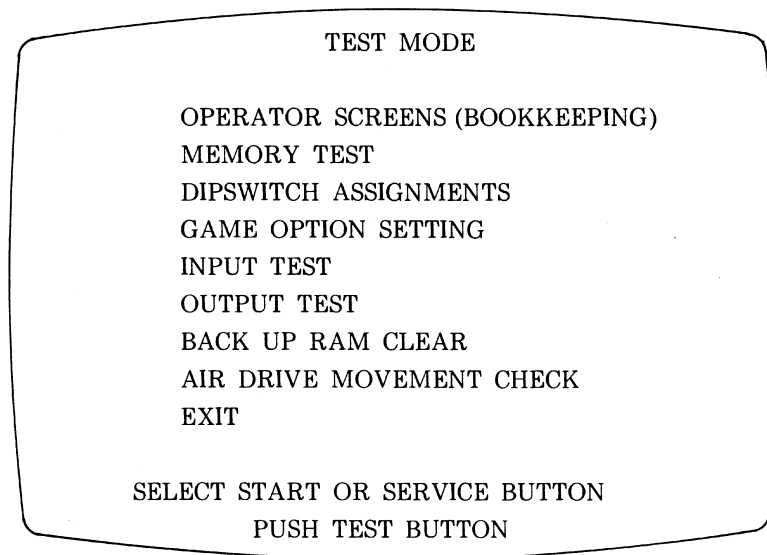 TEST MODE
OPERATOR SCREENS (BOOKKEEPING)
MEMORY TEST
DIPSWITCH ASSIGNMENTS
GAME OPTION SETTING
INPUT TEST
OUTPUT TEST
BACK UP RAM CLEAR
AIR DRIVE MOVEMENT CHECK
EXIT
SELECT START OR SERVICE BUTTON
PUSH TEST BUTTON